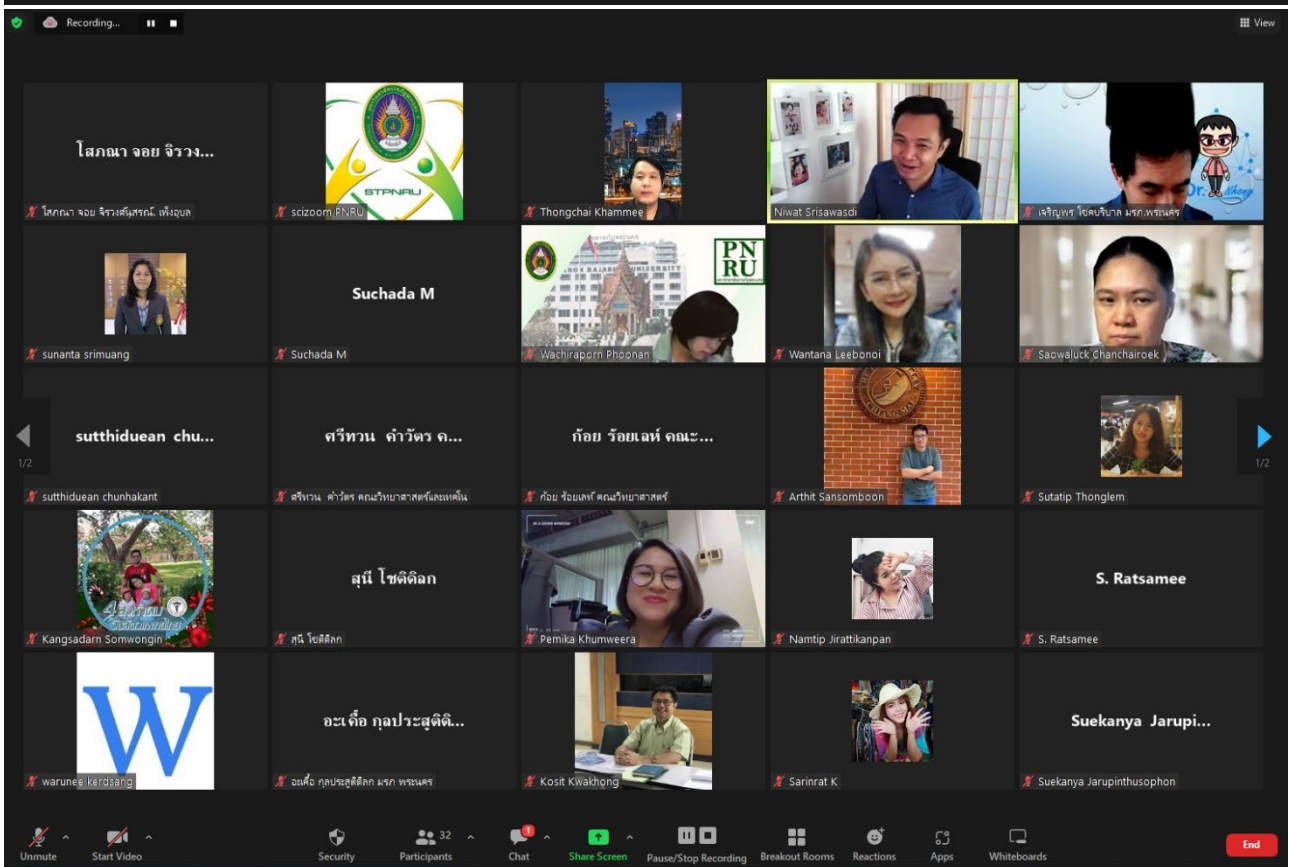 Recording...
View
โสภณา จอย จิรวง...
โสภณา จอย จิรวงศ์นุสรณ์ เพ็งอุบล
STPNRU
scizoom PNRU
Thongchai Khammee
Niwat Srisawasdi
Dr. Nhong
เจริญพร โชคบริบาล มรภ.พระนคร
sunanta srimuang
Suchada M
Suchada M
PN
RU
Wachiraporn Phoonan
Wantana Leebonoi
Saowaluck Chanchairoek
sutthiduean chu...
sutthiduean chunhakant
ศรีทวน คำวัตร ค...
ศรีทวน คำวัตร คณะวิทยาศาสตร์และเทคโน
ก้อย ร้อยเลห์ คณะ...
ก้อย ร้อยเลห์ คณะวิทยาศาสตร์
Arthit Sansomboon
Sutatip Thonglem
1/2
1/2
Kangsadarn Somwongin
สุนี โชติดิลก
สุนี โชติดิลก
Pemika Khumweera
Namtip Jirattikanpan
S. Ratsamee
S. Ratsamee
W
warunee kerdsang
อะเคื้อ กุลประสูติดิ...
อะเคื้อ กุลประสูติดิลก มรภ พระนคร
Kosit Kwakhong
Sarinrat K
Suekanya Jarupi...
Suekanya Jarupinthusophon
Unmute
Start Video
Security
32
Participants
1
Chat
Share Screen
Pause/Stop Recording
Breakout Rooms
Reactions
Apps
Whiteboards
End